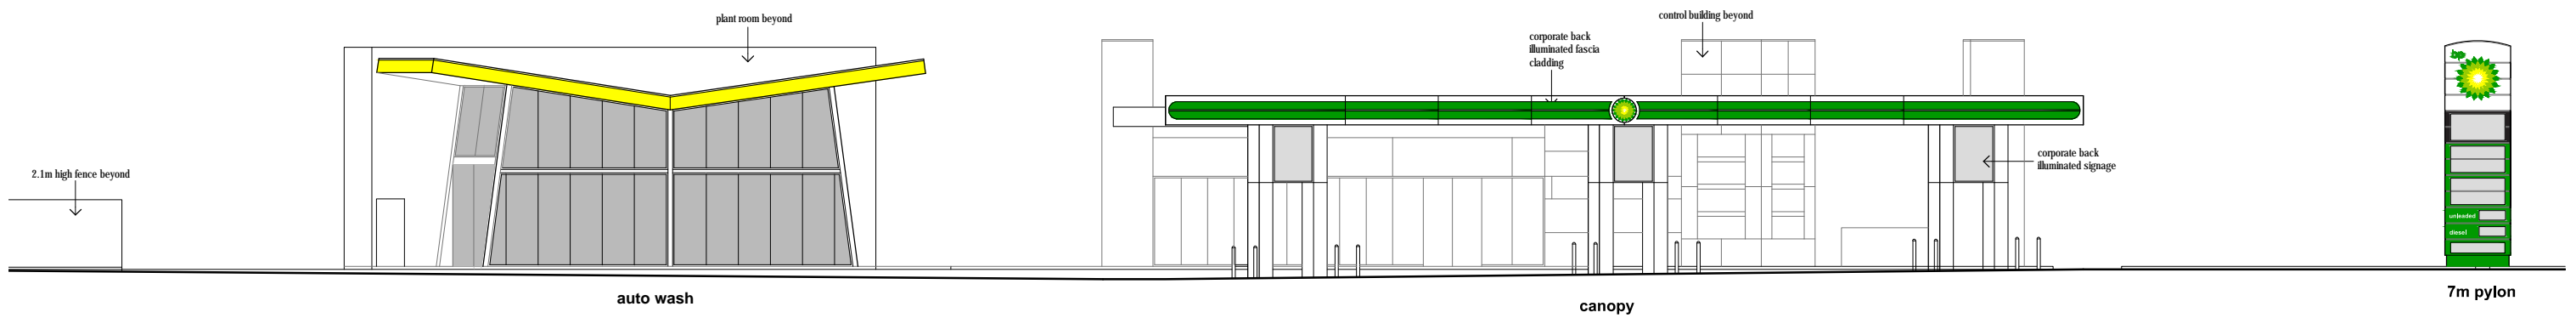 plant room beyond
control building beyond
corporate back
illuminated fascia
cladding
bp
2.1m high fence beyond
corporate back
illuminated signage
unleaded
diesel
auto wash
canopy
7m pylon